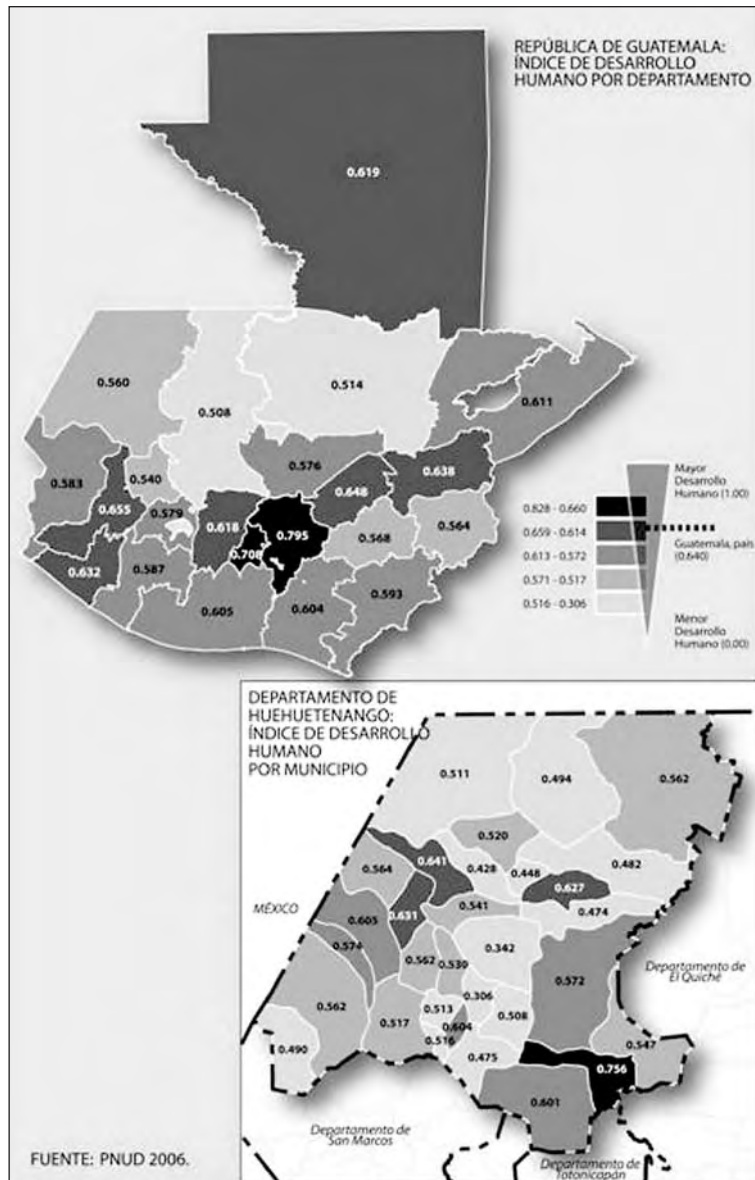 REPÚBLICA DE GUATEMALA:
ÍNDICE DE DESARROLLO
HUMANO POR DEPARTAMENTO
0.619
0.560
0.508
0.514
0.611
0.583
0.540
0.576
0.638
0.655
0.579
0.618
0.648
0.795
0.708
0.568
0.564
0.632
0.587
0.605
0.604
0.593
Mayor
Desarrollo
Humano (1.00)
0.828 - 0.660
0.659 - 0.614
0.613 - 0.572
0.571 - 0.517
0.516 - 0.306
Guatemala, país
(0.640)
Menor
Desarrollo
Humano (0.00)
DEPARTAMENTO DE
HUEHUETENANGO:
ÍNDICE DE DESARROLLO
HUMANO
POR MUNICIPIO
0.511
0.494
0.562
0.520
0.641
0.564
0.428
0.448
0.482
0.627
MÉXICO
0.605
0.631
0.541
0.474
0.574
0.562
0.530
0.342
0.572
Departamento de
El Quiché
0.562
0.513
0.306
0.508
0.517
0.604
0.516
0.490
0.475
0.547
0.756
0.601
Departamento de
San Marcos
Departamento de
Totonicapán
FUENTE: PNUD 2006.